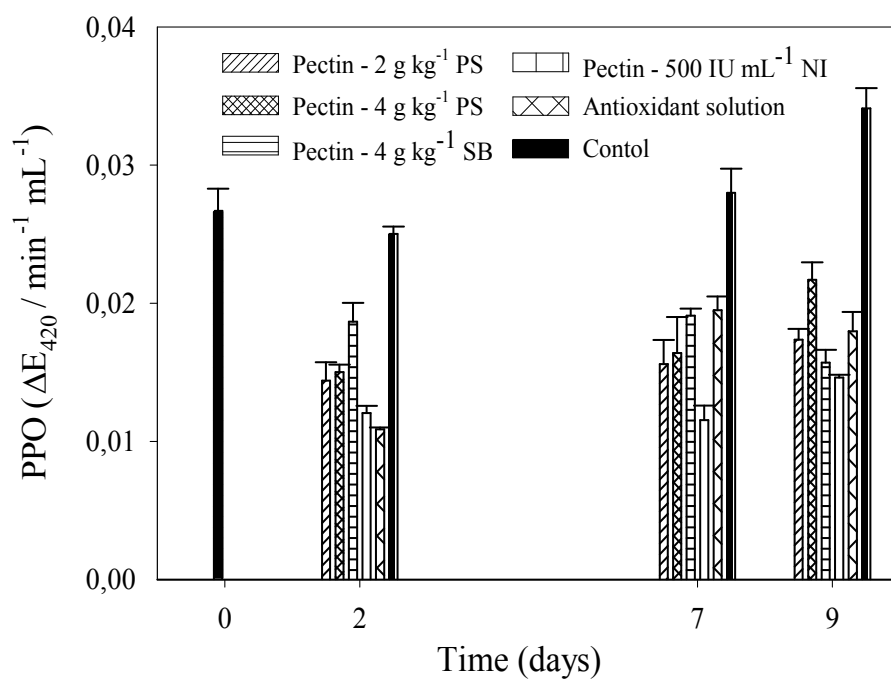 0,04
Pectin - 2 g kg⁻¹ PS
Pectin - 500 IU mL⁻¹ NI
Pectin - 4 g kg⁻¹ PS
Antioxidant solution
Pectin - 4 g kg⁻¹ SB
Contol
0,03
0,02
0,01
0,00
PPO (ΔE₄₂₀ / min⁻¹ mL⁻¹)
0 2 7 9
Time (days)